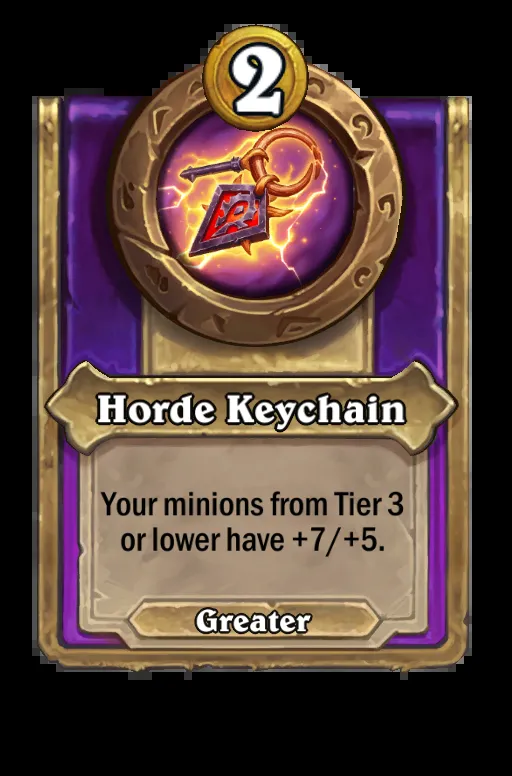 2
Horde Keychain
Your minions from Tier 3
or lower have +7/+5.
Greater